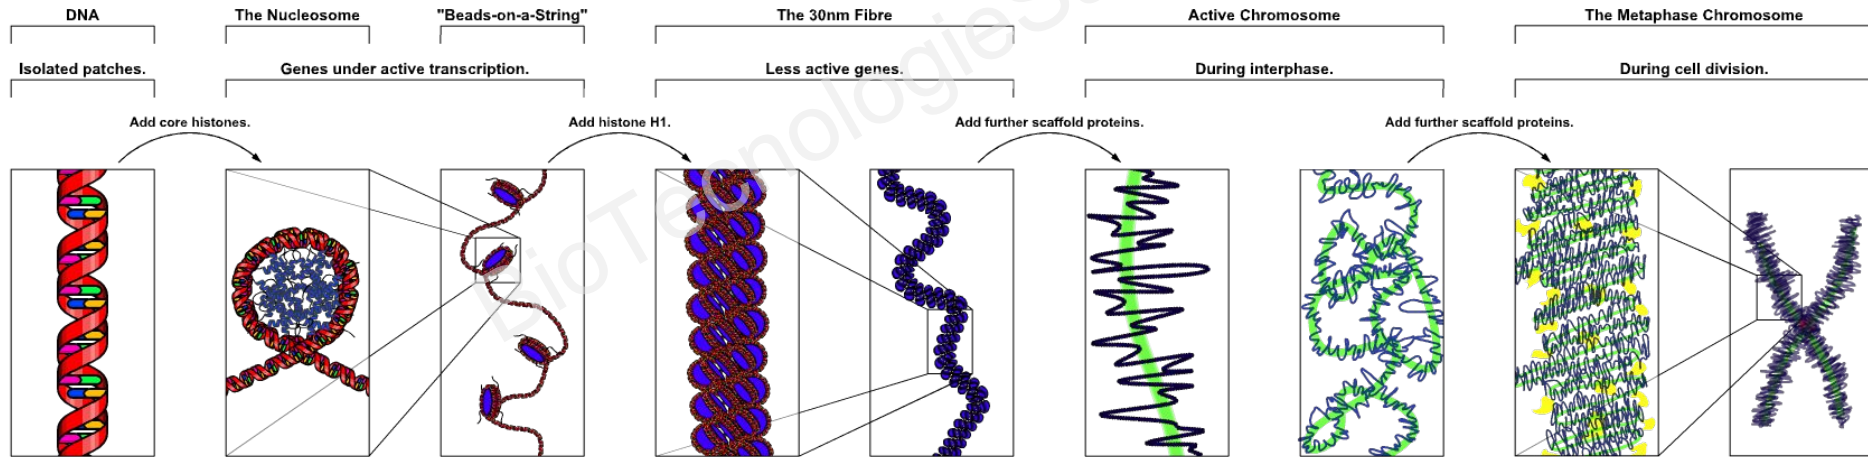 DNA
The Nucleosome
"Beads-on-a-String"
The 30nm Fibre
Active Chromosome
The Metaphase Chromosome
Isolated patches.
Genes under active transcription.
Less active genes.
During interphase.
During cell division.
Add core histones.
Add histone H1.
Add further scaffold proteins.
Add further scaffold proteins.